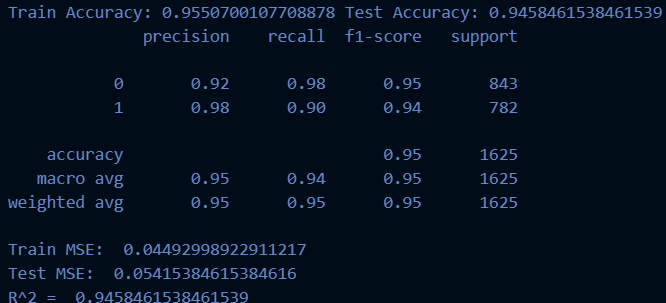 Train Accuracy: 0.9550700107708878 Test Accuracy: 0.9458461538461539
precision recall f1-score support
0 0.92 0.98 0.95 843
1 0.98 0.90 0.94 782
accuracy 0.95 1625
macro avg 0.95 0.94 0.95 1625
weighted avg 0.95 0.95 0.95 1625
Train MSE: 0.04492998922911217
Test MSE: 0.05415384615384616
R^2 = 0.9458461538461539